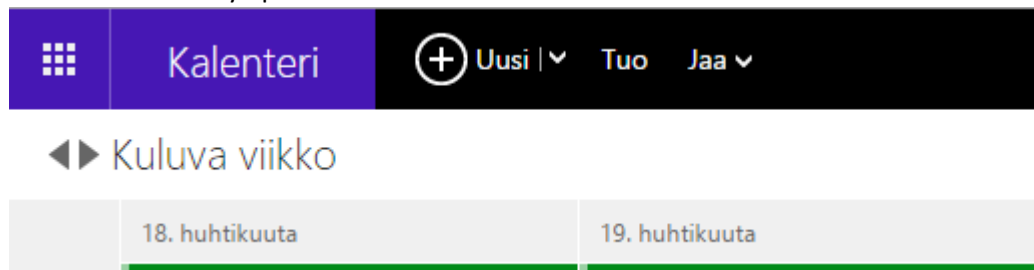 Kalenteri Uusi Tuo Jaa
Kuluva viikko
18. huhtikuuta 19. huhtikuuta